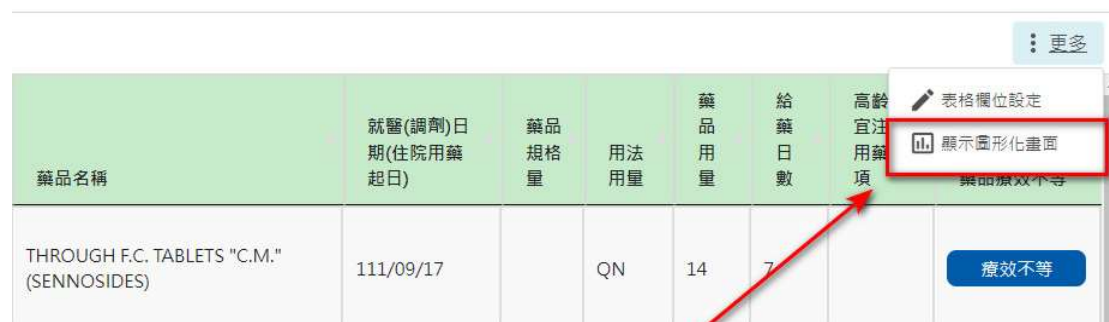 更多
表格欄位設定
顯示圖形化畫面
藥品名稱
就醫(調劑)日
期(住院用藥
起日)
藥品
規格
量
用法
用量
藥
品
用
量
給
藥
日
數
高齡
宜注
用藥
項
藥品療效不等
THROUGH F.C. TABLETS "C.M."
(SENNOSIDES)
111/09/17
QN
14
7
療效不等